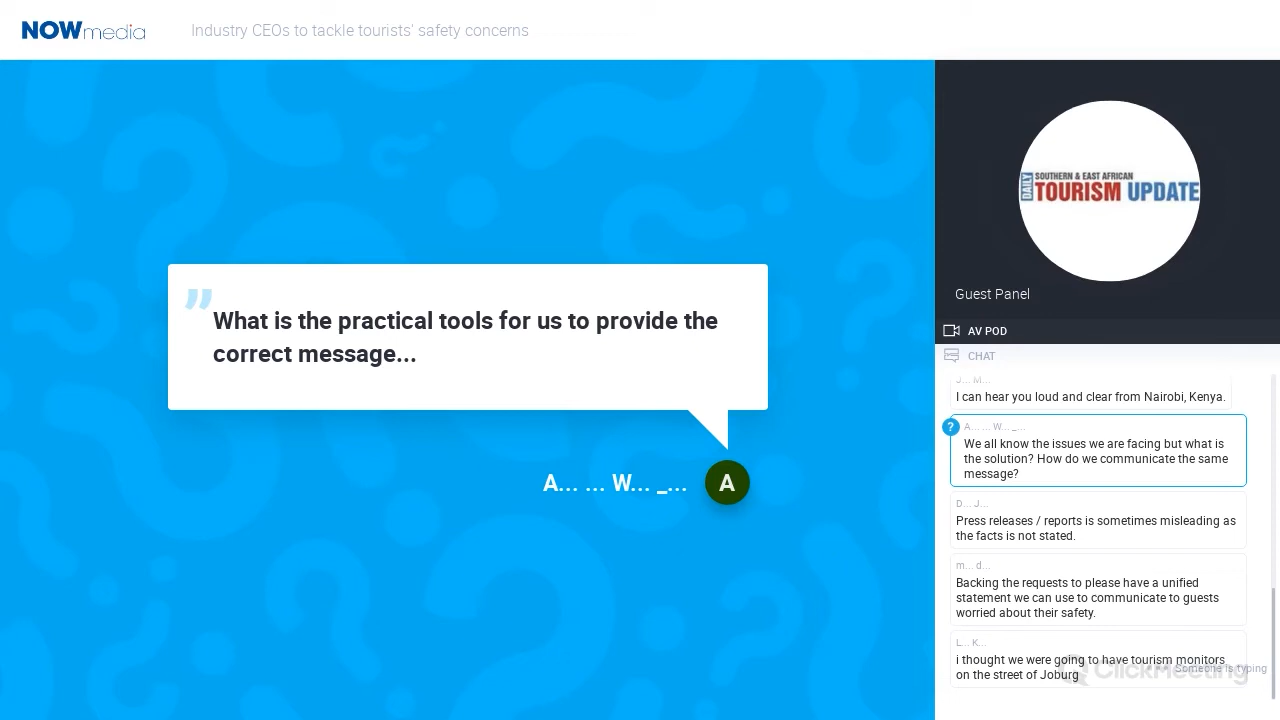 NOWmedia
Industry CEOs to tackle tourists' safety concerns
What is the practical tools for us to provide the
correct message...
A... ... W... _...
A
DAILY
SOUTHERN & EAST AFRICAN
TOURISM UPDATE
Guest Panel
AV POD
CHAT
J... M...
I can hear you loud and clear from Nairobi, Kenya.
?
A... ... W... _...
We all know the issues we are facing but what is
the solution? How do we communicate the same
message?
D... J...
Press releases / reports is sometimes misleading as
the facts is not stated.
m... d...
Backing the requests to please have a unified
statement we can use to communicate to guests
worried about their safety.
L... K...
i thought we were going to have tourism monitors
on the street of Joburg
Someone is typing
ClickMeeting